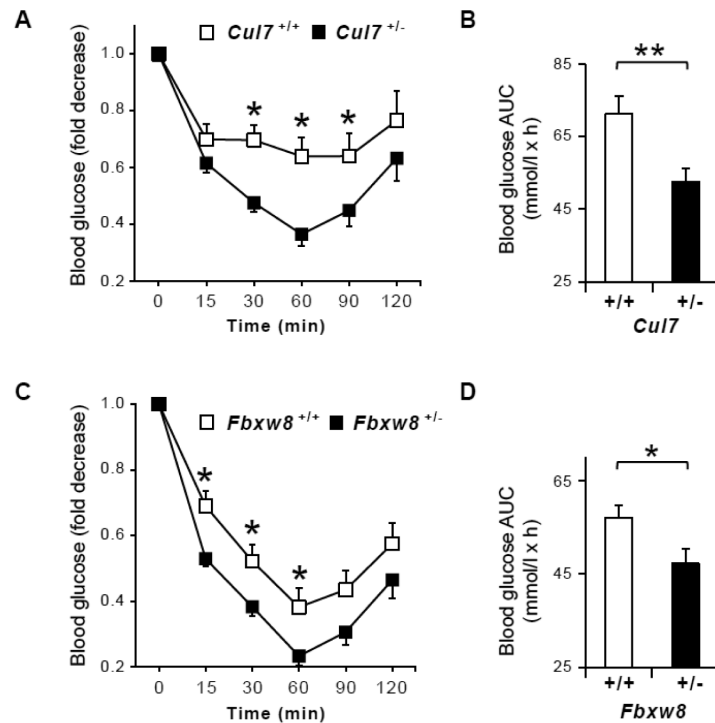 A
Cul7 +/+ Cul7 +/-
Blood glucose (fold decrease)
1.0
0.8
0.6
0.4
0.2
* * *
0 15 30 60 90 120
Time (min)
B
**
Blood glucose AUC
(mmol/l x h)
85
65
45
25
+/+ +/-
Cul7
C
Fbxw8 +/+ Fbxw8 +/-
Blood glucose (fold decrease)
1.0
0.8
0.6
0.4
0.2
* * *
0 15 30 60 90 120
Time (min)
D
*
Blood glucose AUC
(mmol/l x h)
65
45
25
+/+ +/-
Fbxw8